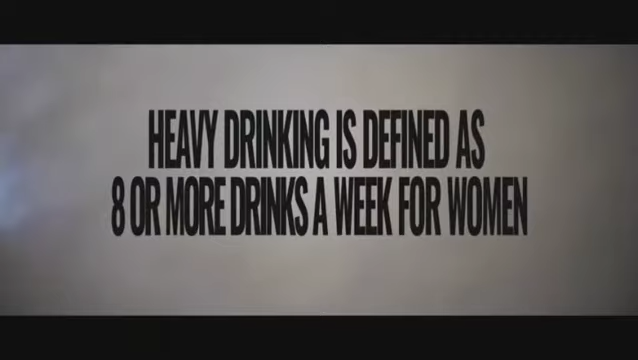 HEAVY DRINKING IS DEFINED AS
8 OR MORE DRINKS A WEEK FOR WOMEN